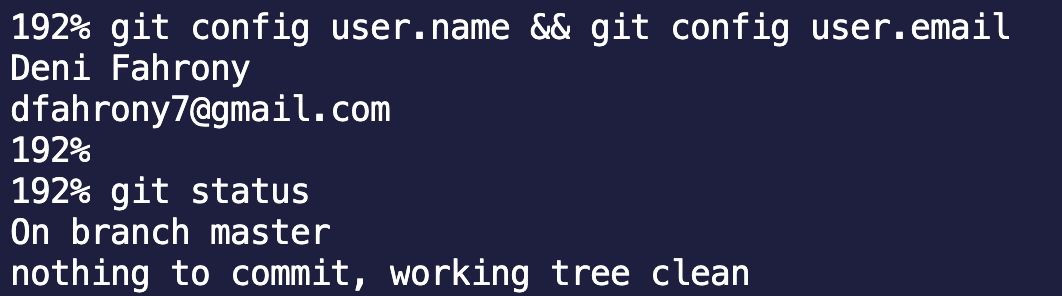 192% git config user.name && git config user.email
Deni Fahrony
dfahrony7@gmail.com
192%
192% git status
On branch master
nothing to commit, working tree clean